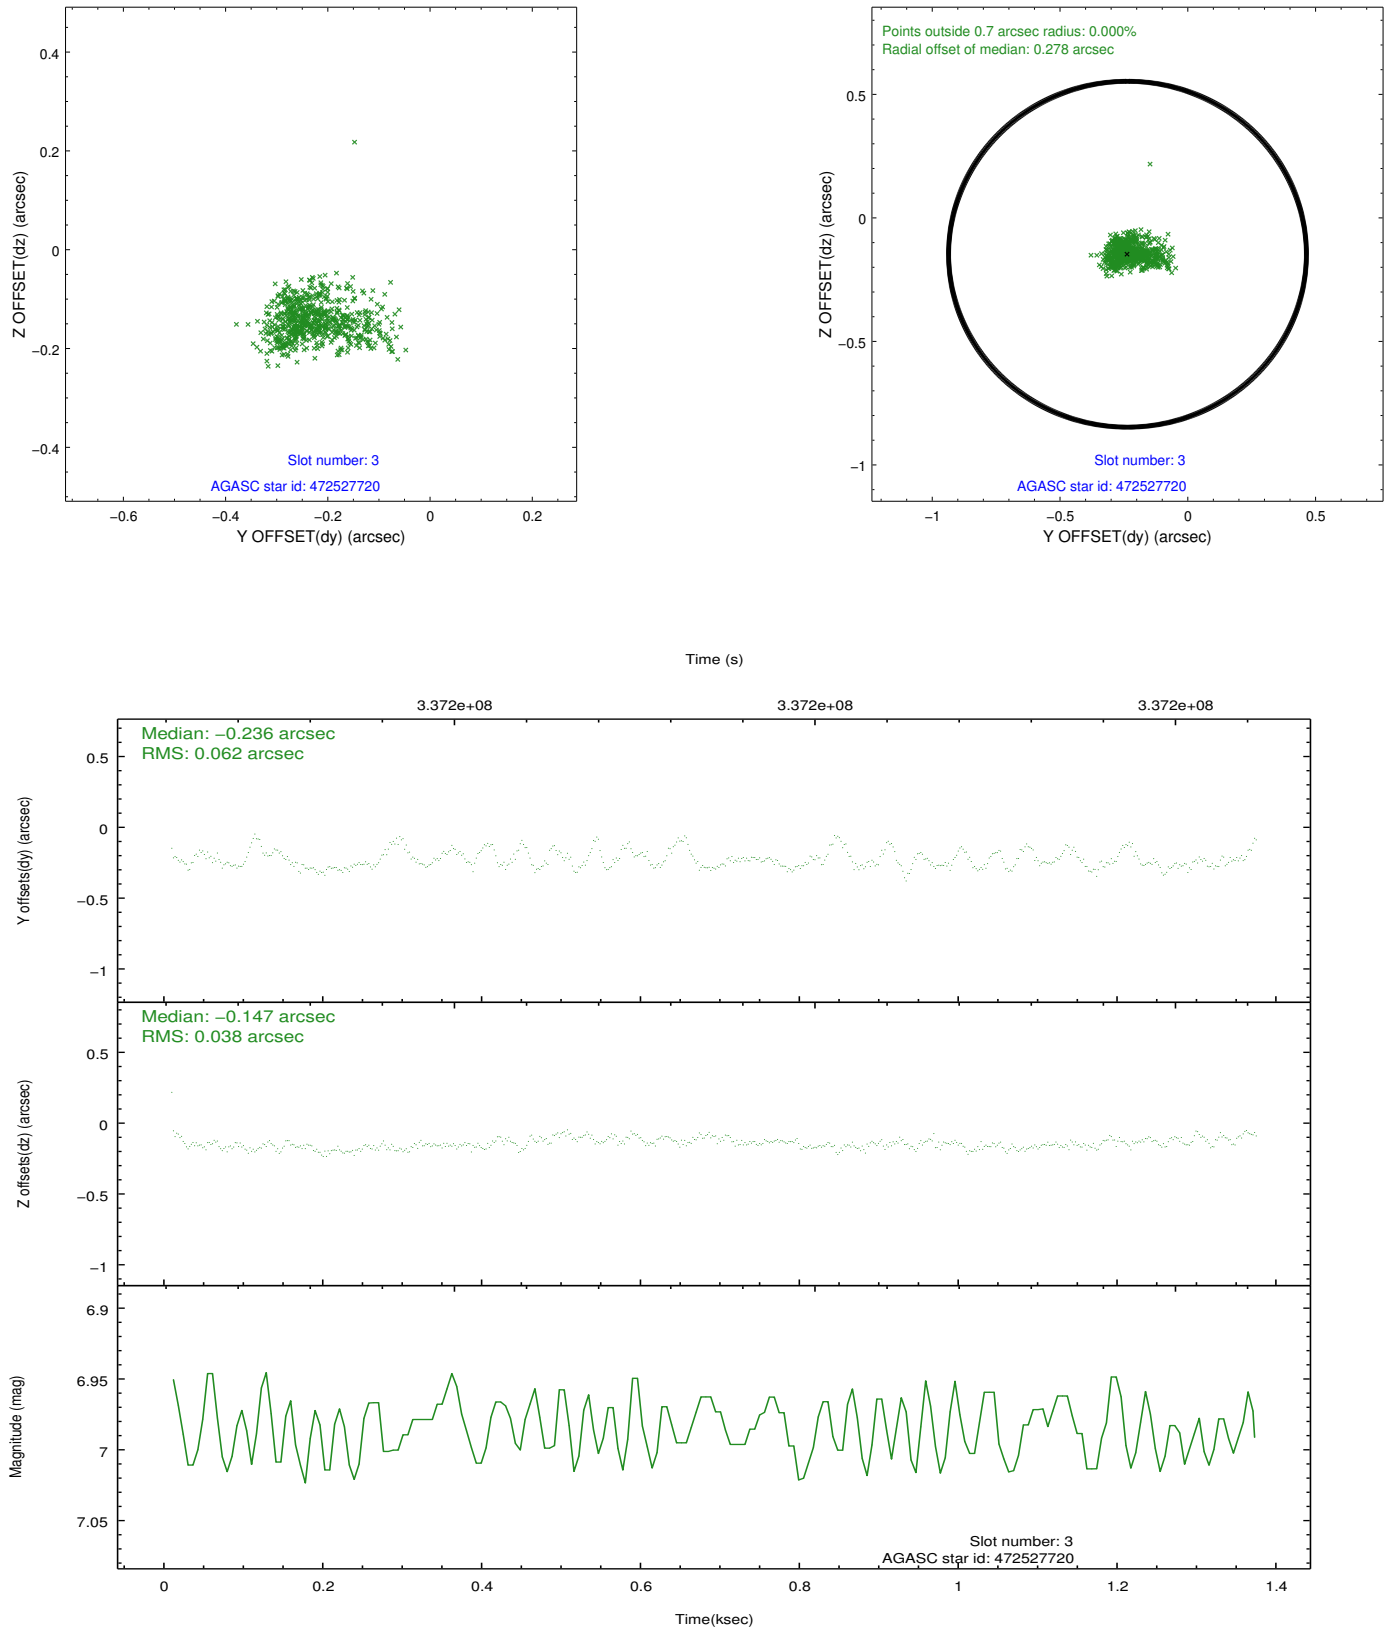 0.4
0.2
0
−0.2
−0.4
Z OFFSET(dz) (arcsec)
Slot number: 3
AGASC star id: 472527720
−0.6
−0.4
−0.2
0
0.2
Y OFFSET(dy) (arcsec)
Points outside 0.7 arcsec radius: 0.000%
Radial offset of median: 0.278 arcsec
0.5
0
−0.5
−1
Z OFFSET(dz) (arcsec)
Slot number: 3
AGASC star id: 472527720
−1
−0.5
0
0.5
Y OFFSET(dy) (arcsec)
Time (s)
3.372e+08
3.372e+08
3.372e+08
Median: −0.236 arcsec
RMS: 0.062 arcsec
0.5
0
−0.5
−1
Y offsets(dy) (arcsec)
Median: −0.147 arcsec
RMS: 0.038 arcsec
0.5
0
−0.5
−1
Z offsets(dz) (arcsec)
6.9
6.95
7
7.05
Magnitude (mag)
Slot number: 3
AGASC star id: 472527720
0
0.2
0.4
0.6
0.8
1
1.2
1.4
Time(ksec)